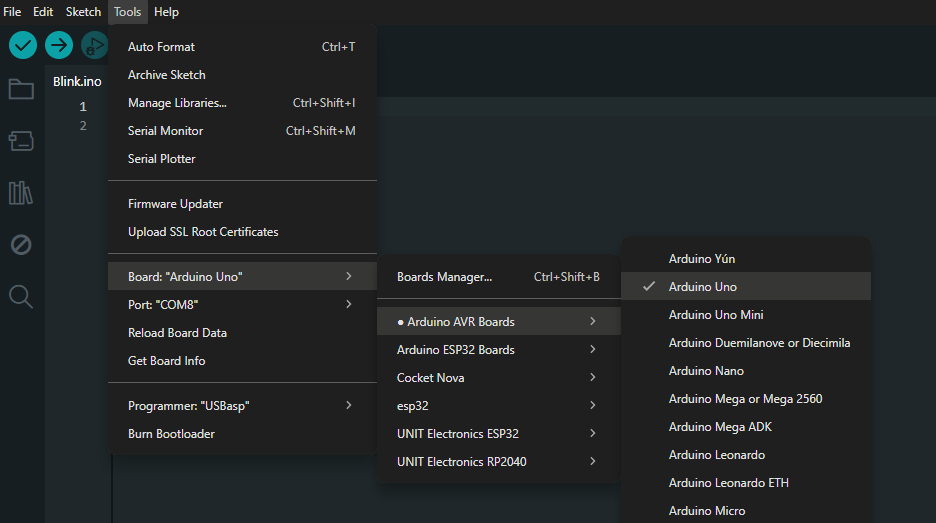 File Edit Sketch Tools Help
Blink.ino
1
2
Auto Format Ctrl+T
Archive Sketch
Manage Libraries... Ctrl+Shift+I
Serial Monitor Ctrl+Shift+M
Serial Plotter
Firmware Updater
Upload SSL Root Certificates
Board: "Arduino Uno"
Port: "COM8"
Reload Board Data
Get Board Info
Programmer: "USBasp"
Burn Bootloader
Boards Manager... Ctrl+Shift+B
● Arduino AVR Boards
Arduino ESP32 Boards
Cocket Nova
esp32
UNIT Electronics ESP32
UNIT Electronics RP2040
Arduino Yún
Arduino Uno
Arduino Uno Mini
Arduino Duemilanove or Diecimila
Arduino Nano
Arduino Mega or Mega 2560
Arduino Mega ADK
Arduino Leonardo
Arduino Leonardo ETH
Arduino Micro